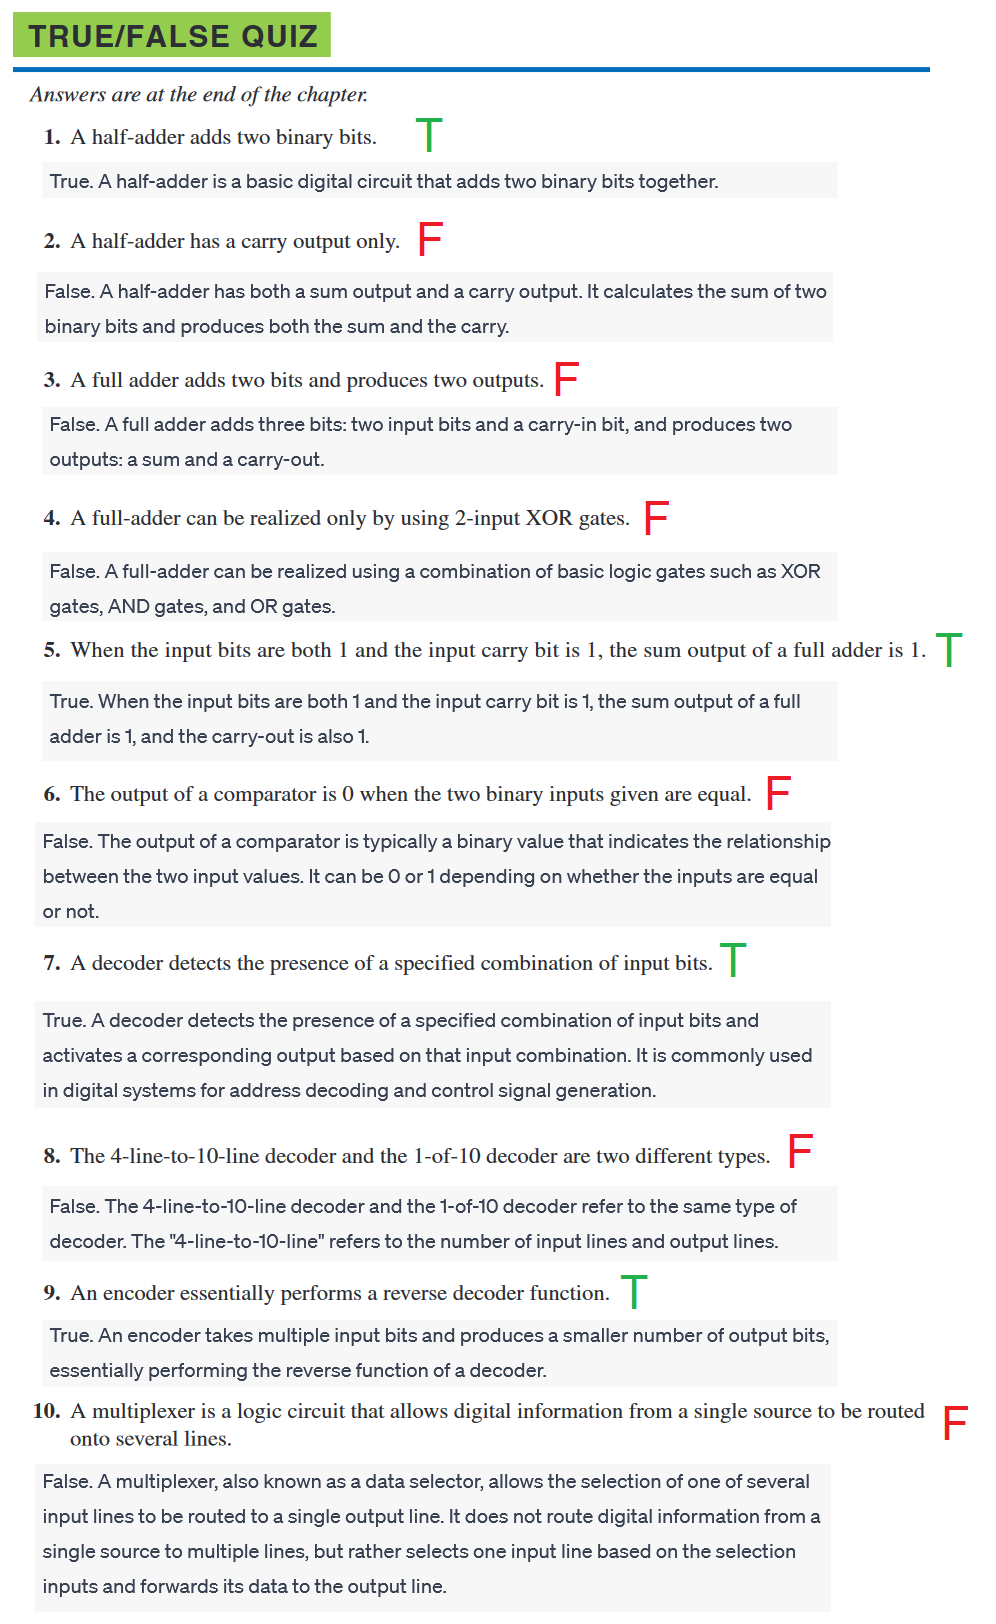 TRUE/FALSE QUIZ
Answers are at the end of the chapter.
1. A half-adder adds two binary bits. T
True. A half-adder is a basic digital circuit that adds two binary bits together.
2. A half-adder has a carry output only. F
False. A half-adder has both a sum output and a carry output. It calculates the sum of two
binary bits and produces both the sum and the carry.
3. A full adder adds two bits and produces two outputs. F
False. A full adder adds three bits: two input bits and a carry-in bit, and produces two
outputs: a sum and a carry-out.
4. A full-adder can be realized only by using 2-input XOR gates. F
False. A full-adder can be realized using a combination of basic logic gates such as XOR
gates, AND gates, and OR gates.
5. When the input bits are both 1 and the input carry bit is 1, the sum output of a full adder is 1. T
True. When the input bits are both 1 and the input carry bit is 1, the sum output of a full
adder is 1, and the carry-out is also 1.
6. The output of a comparator is 0 when the two binary inputs given are equal. F
False. The output of a comparator is typically a binary value that indicates the relationship
between the two input values. It can be 0 or 1 depending on whether the inputs are equal
or not.
7. A decoder detects the presence of a specified combination of input bits. T
True. A decoder detects the presence of a specified combination of input bits and
activates a corresponding output based on that input combination. It is commonly used
in digital systems for address decoding and control signal generation.
8. The 4-line-to-10-line decoder and the 1-of-10 decoder are two different types. F
False. The 4-line-to-10-line decoder and the 1-of-10 decoder refer to the same type of
decoder. The "4-line-to-10-line" refers to the number of input lines and output lines.
9. An encoder essentially performs a reverse decoder function. T
True. An encoder takes multiple input bits and produces a smaller number of output bits,
essentially performing the reverse function of a decoder.
10. A multiplexer is a logic circuit that allows digital information from a single source to be routed F
onto several lines.
False. A multiplexer, also known as a data selector, allows the selection of one of several
input lines to be routed to a single output line. It does not route digital information from a
single source to multiple lines, but rather selects one input line based on the selection
inputs and forwards its data to the output line.